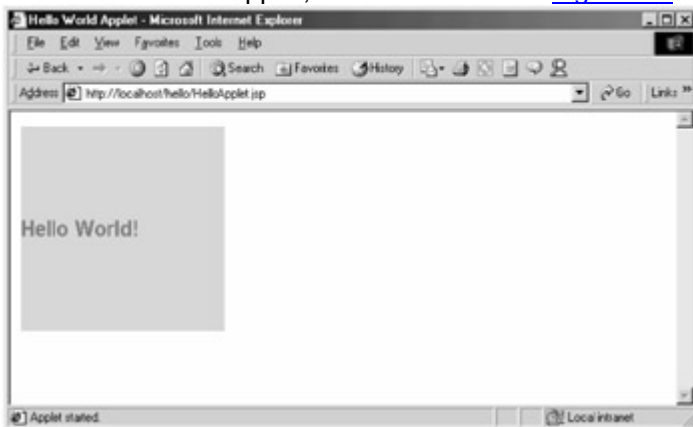 Hello World Applet - Microsoft Internet Explorer
File Edit View Favorites Tools Help
Back Search Favorites History
Address http://localhost/hello/HelloApplet.jsp Go Links »
Hello World!
Applet started. Local intranet